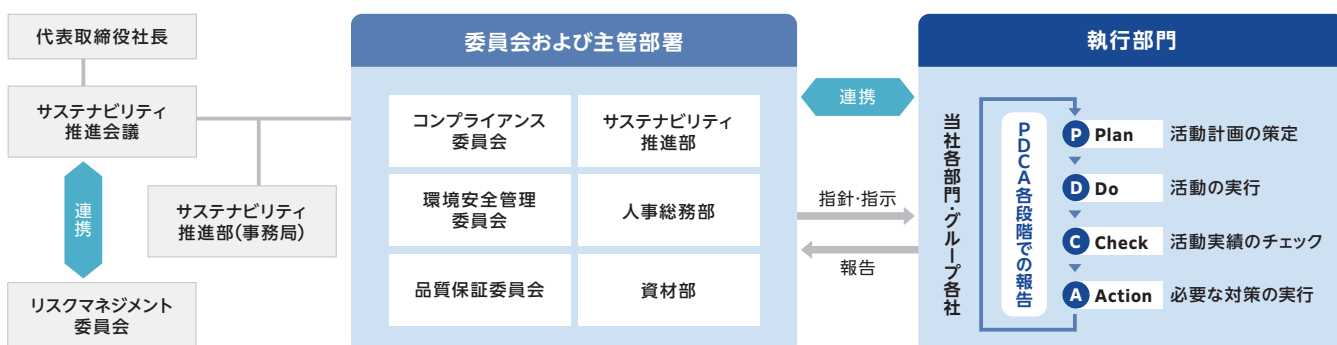 代表取締役社長
サステナビリティ
推進会議
連携
サステナビリティ
推進部(事務局)
リスクマネジメント
委員会
委員会および主管部署
コンプライアンス
委員会
サステナビリティ
推進部
環境安全管理
委員会
人事総務部
品質保証委員会
資材部
連携
指針・指示
報告
執行部門
当社各部門・グループ各社
PDCA各段階での報告
P Plan 活動計画の策定
D Do 活動の実行
C Check 活動実績のチェック
A Action 必要な対策の実行